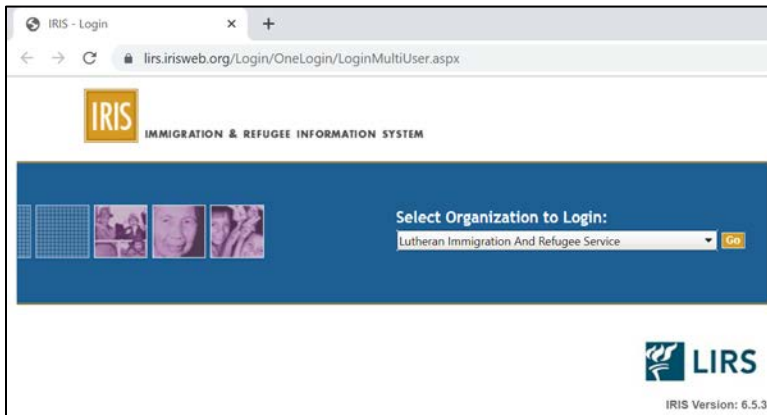 IRIS - Login
lirs.irisweb.org/Login/OneLogin/LoginMultiUser.aspx
IRIS
IMMIGRATION & REFUGEE INFORMATION SYSTEM
Select Organization to Login:
Lutheran Immigration And Refugee Service
Go
LIRS
IRIS Version: 6.5.3